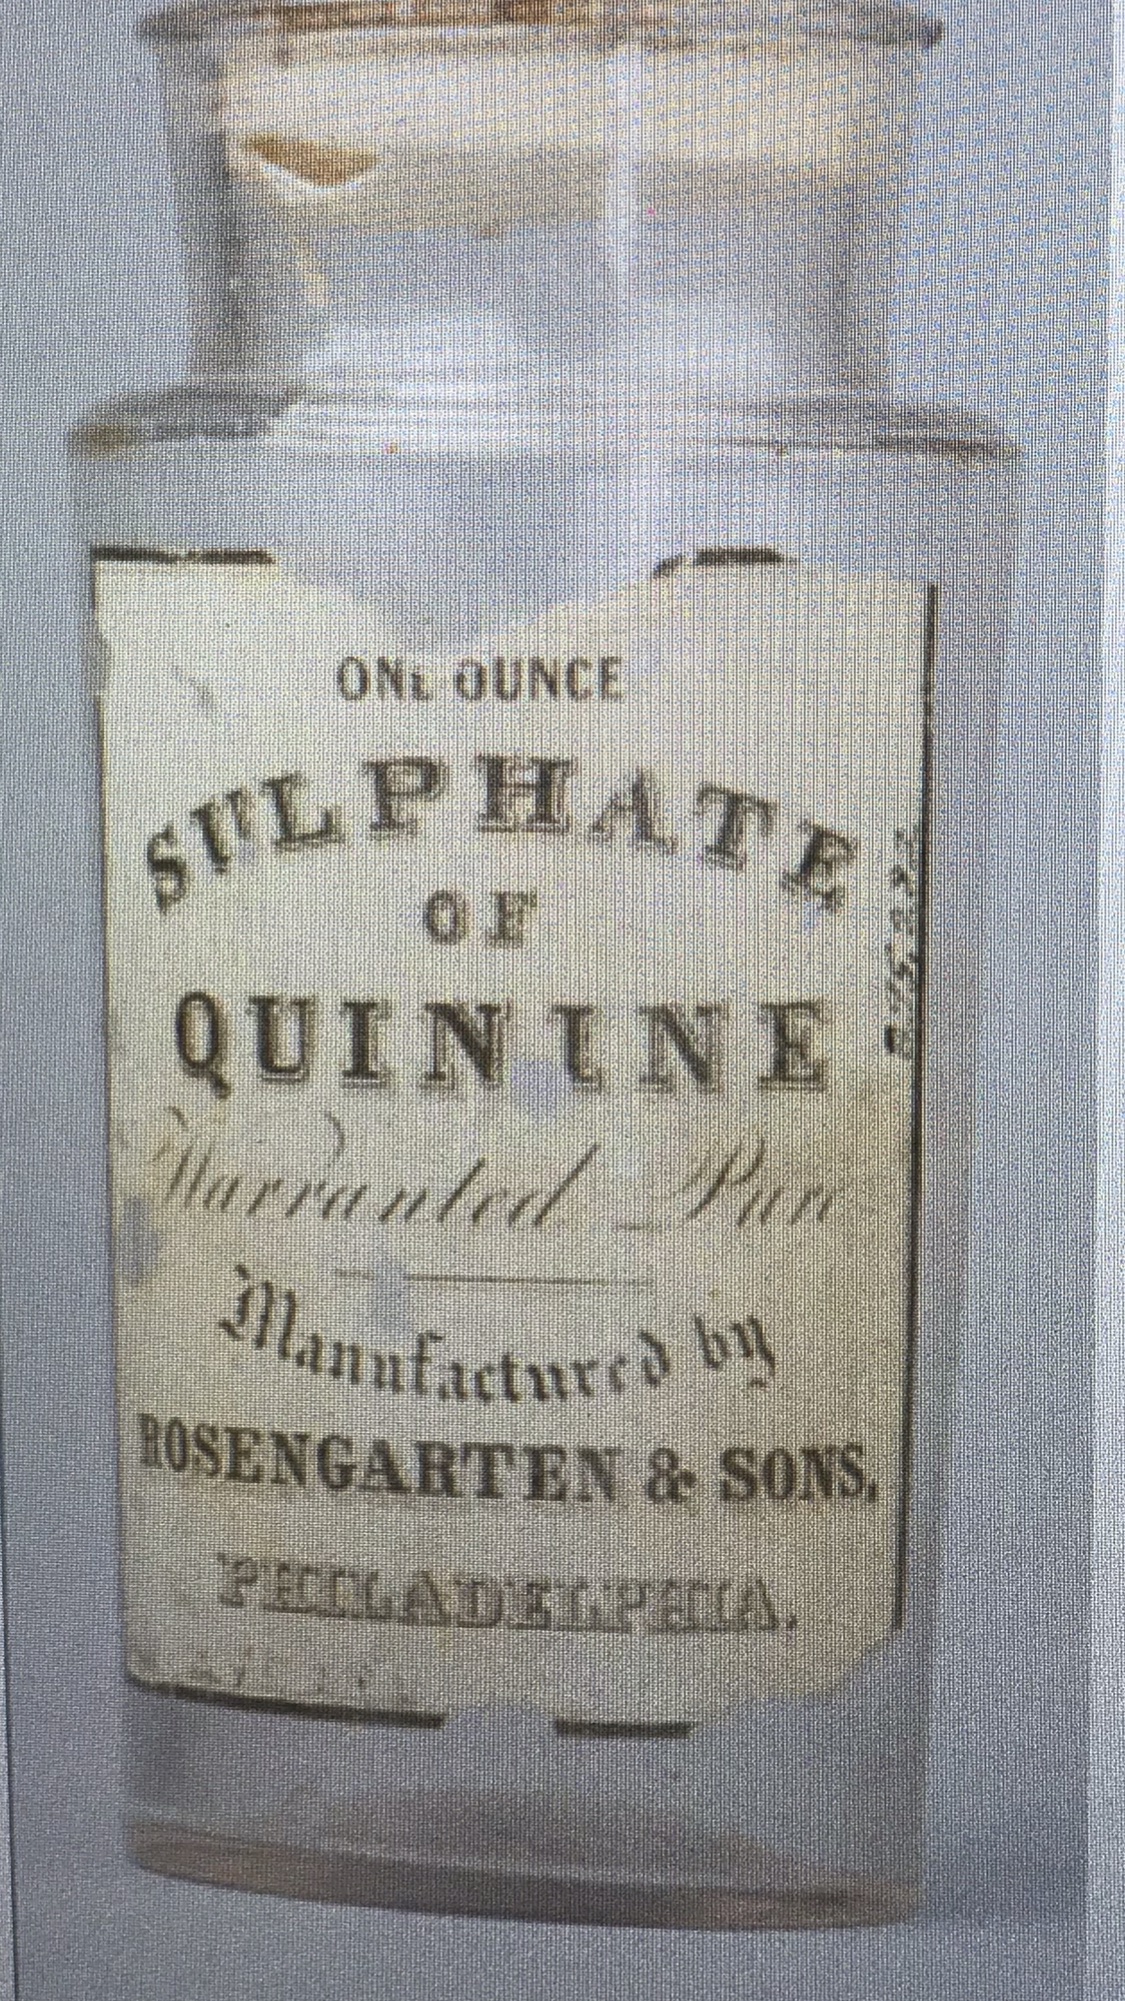 ONE OUNCE
SULPHATE
OF
QUININE
Warranted Pure
Manufactured by
ROSENGARTEN & SONS.
PHILADELPHIA.